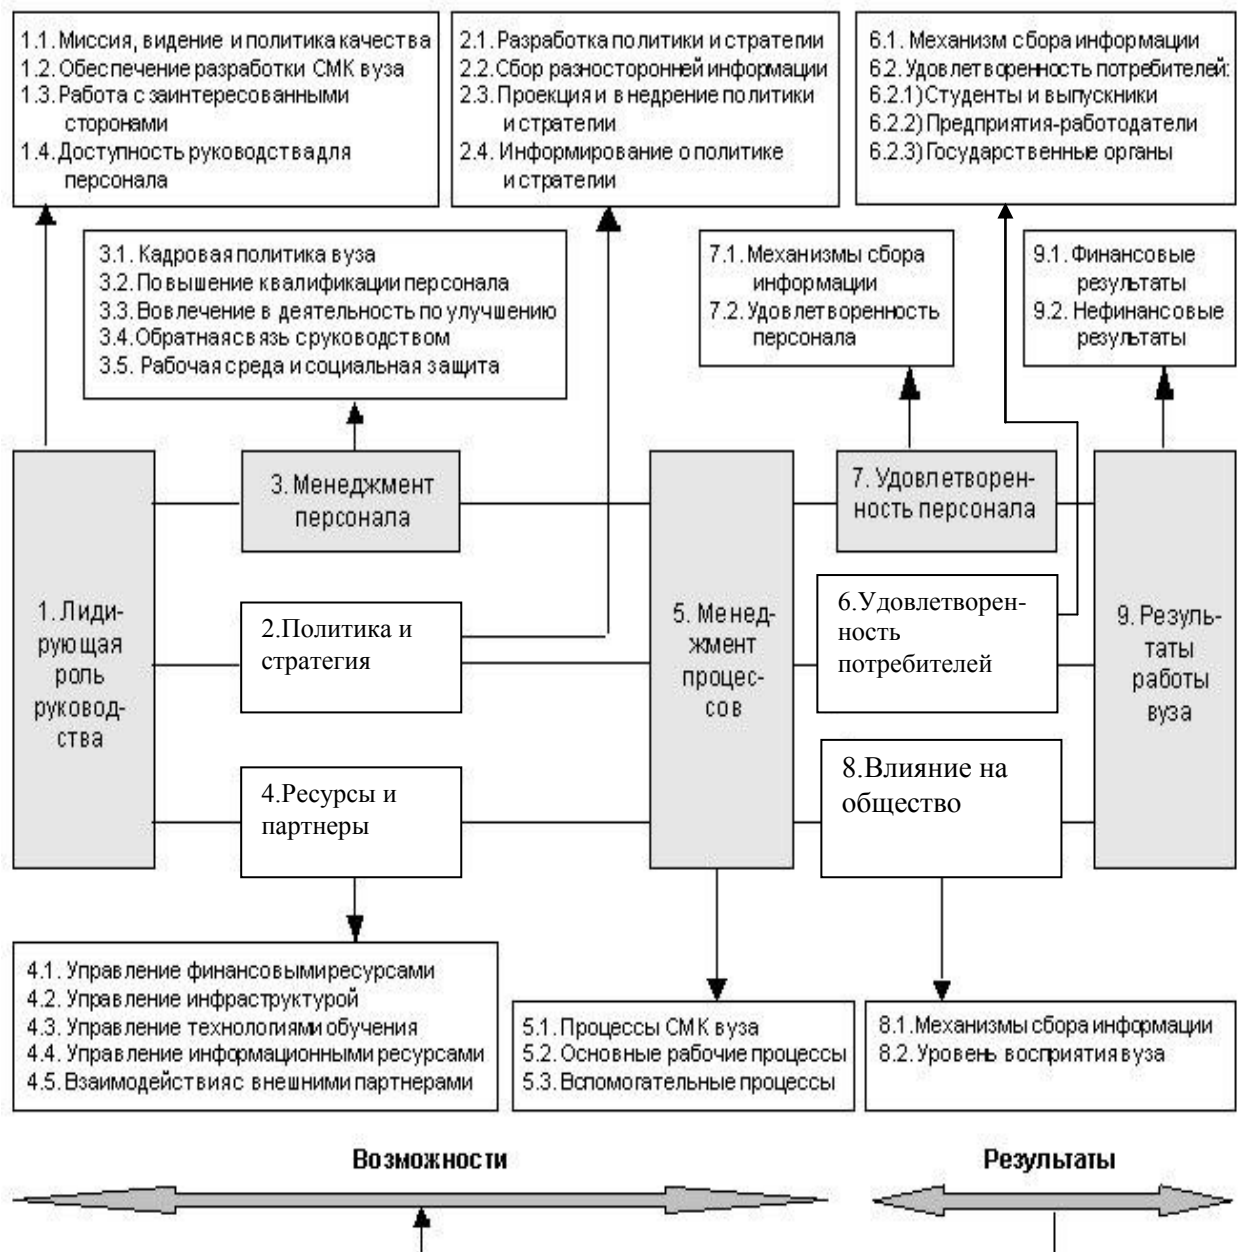 1.1. Миссия, видение и политика качества
1.2. Обеспечение разработки СМК вуза
1.3. Работа с заинтересованными
сторонами
1.4. Доступность руководства для
персонала
2.1. Разработка политики и стратегии
2.2. Сбор разносторонней информации
2.3. Проекция и внедрение политики
и стратегии
2.4. Информирование о политике
и стратегии
6.1. Механизм сбора информации
6.2. Удовлетворенность потребителей:
6.2.1) Студенты и выпускники
6.2.2) Предприятия-работодатели
6.2.3) Государственные органы
3.1. Кадровая политика вуза
3.2. Повышение квалификации персонала
3.3. Вовлечение в деятельность по улучшению
3.4. Обратная связь с руководством
3.5. Рабочая среда и социальная защита
7.1. Механизмы сбора
информации
7.2. Удовлетворенность
персонала
9.1. Финансовые
результаты
9.2. Нефинансовые
результаты
1. Лиди-
рующая
роль
руковод-
ства
3. Менеджмент
персонала
2.Политика и
стратегия
4.Ресурсы и
партнеры
5. Менед-
жмент
процес-
сов
7. Удовлетворен-
ность персонала
6.Удовлетворен-
ность
потребителей
8.Влияние на
общество
9. Резуль-
таты
работы
вуза
4.1. Управление финансовыми ресурсами
4.2. Управление инфраструктурой
4.3. Управление технологиями обучения
4.4. Управление информационными ресурсами
4.5. Взаимодействия с внешними партнерами
5.1. Процессы СМК вуза
5.2. Основные рабочие процессы
5.3. Вспомогательные процессы
8.1. Механизмы сбора информации
8.2. Уровень восприятия вуза
Возможности
Результаты